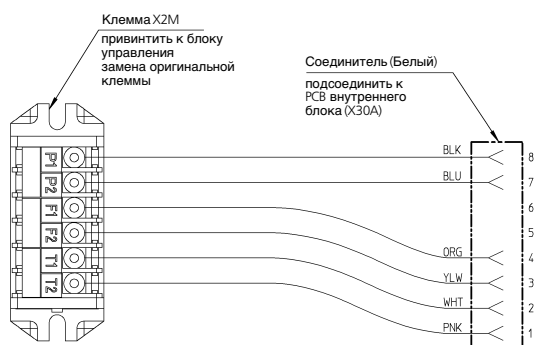 Клемма X2M
привинтить к блоку
управления
замена оригинальной
клеммы
Соединитель (Белый)
подсоединить к
PCB внутреннего
блока (X30A)
P1
P2
F1
F2
T1
T2
BLK
BLU
ORG
YLW
WHT
PNK
8
7
6
5
4
3
2
1